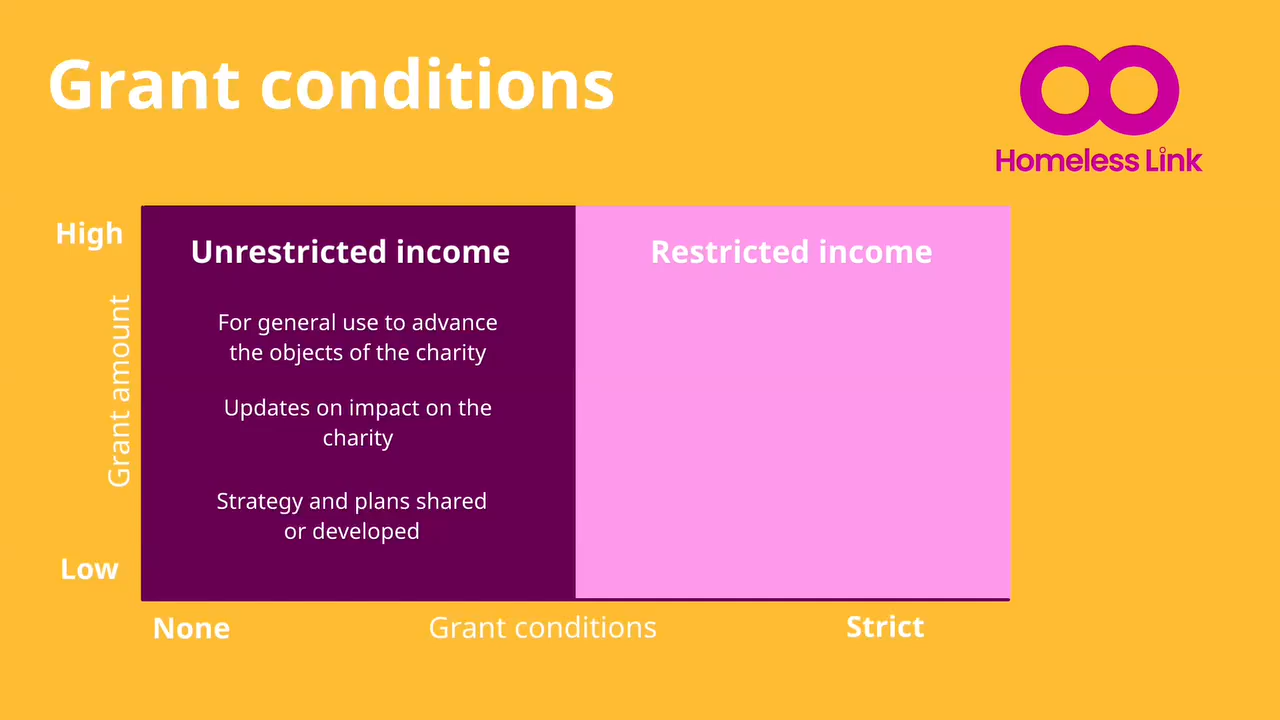 Grant conditions
Homeless Link
High
Grant amount
Low
Unrestricted income
For general use to advance
the objects of the charity
Updates on impact on the
charity
Strategy and plans shared
or developed
Restricted income
None
Grant conditions
Strict